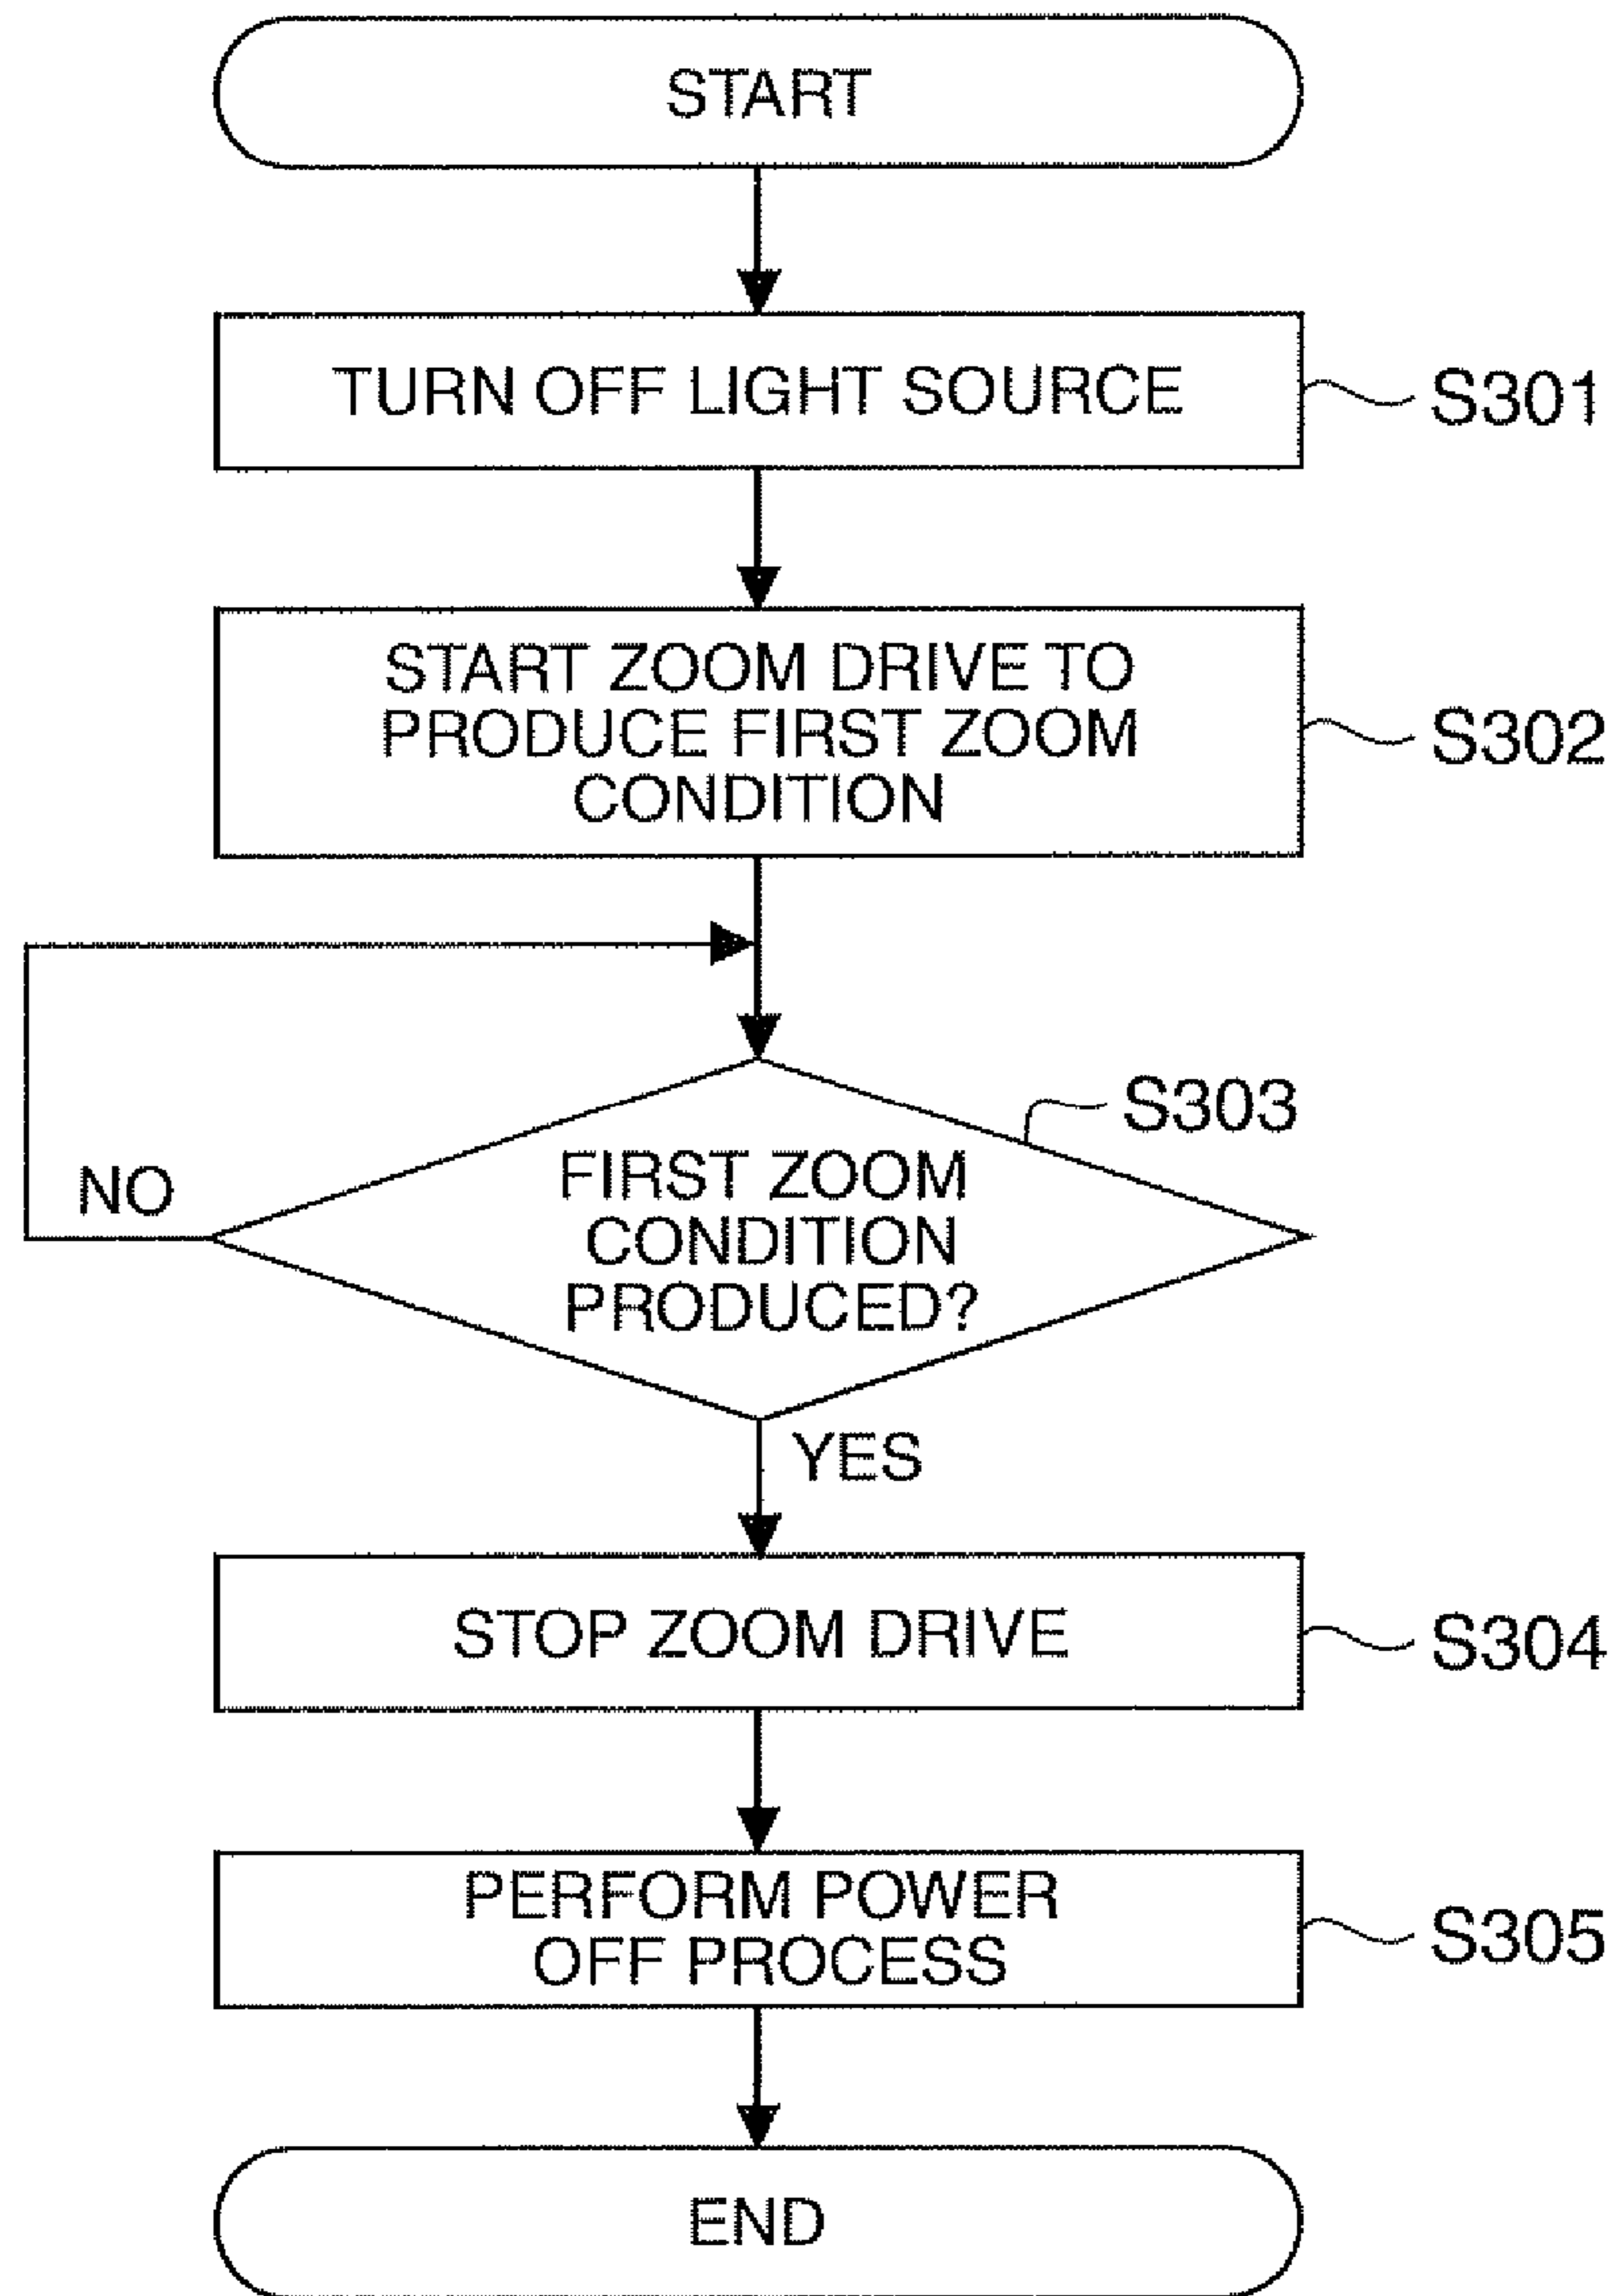 START
TURN OFF LIGHT SOURCE
S301
START ZOOM DRIVE TO
PRODUCE FIRST ZOOM
CONDITION
S302
S303
FIRST ZOOM
CONDITION
PRODUCED?
NO
YES
STOP ZOOM DRIVE
S304
PERFORM POWER
OFF PROCESS
S305
END